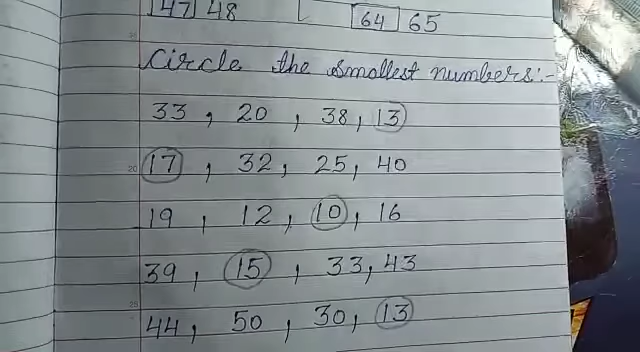 47 48 64 65
Circle the smallest numbers:-
33 , 20 , 38 , 13
17 , 32 , 25 , 40
19 , 12 , 10 , 16
39 , 15 , 33 , 43
44 , 50 , 30 , 13